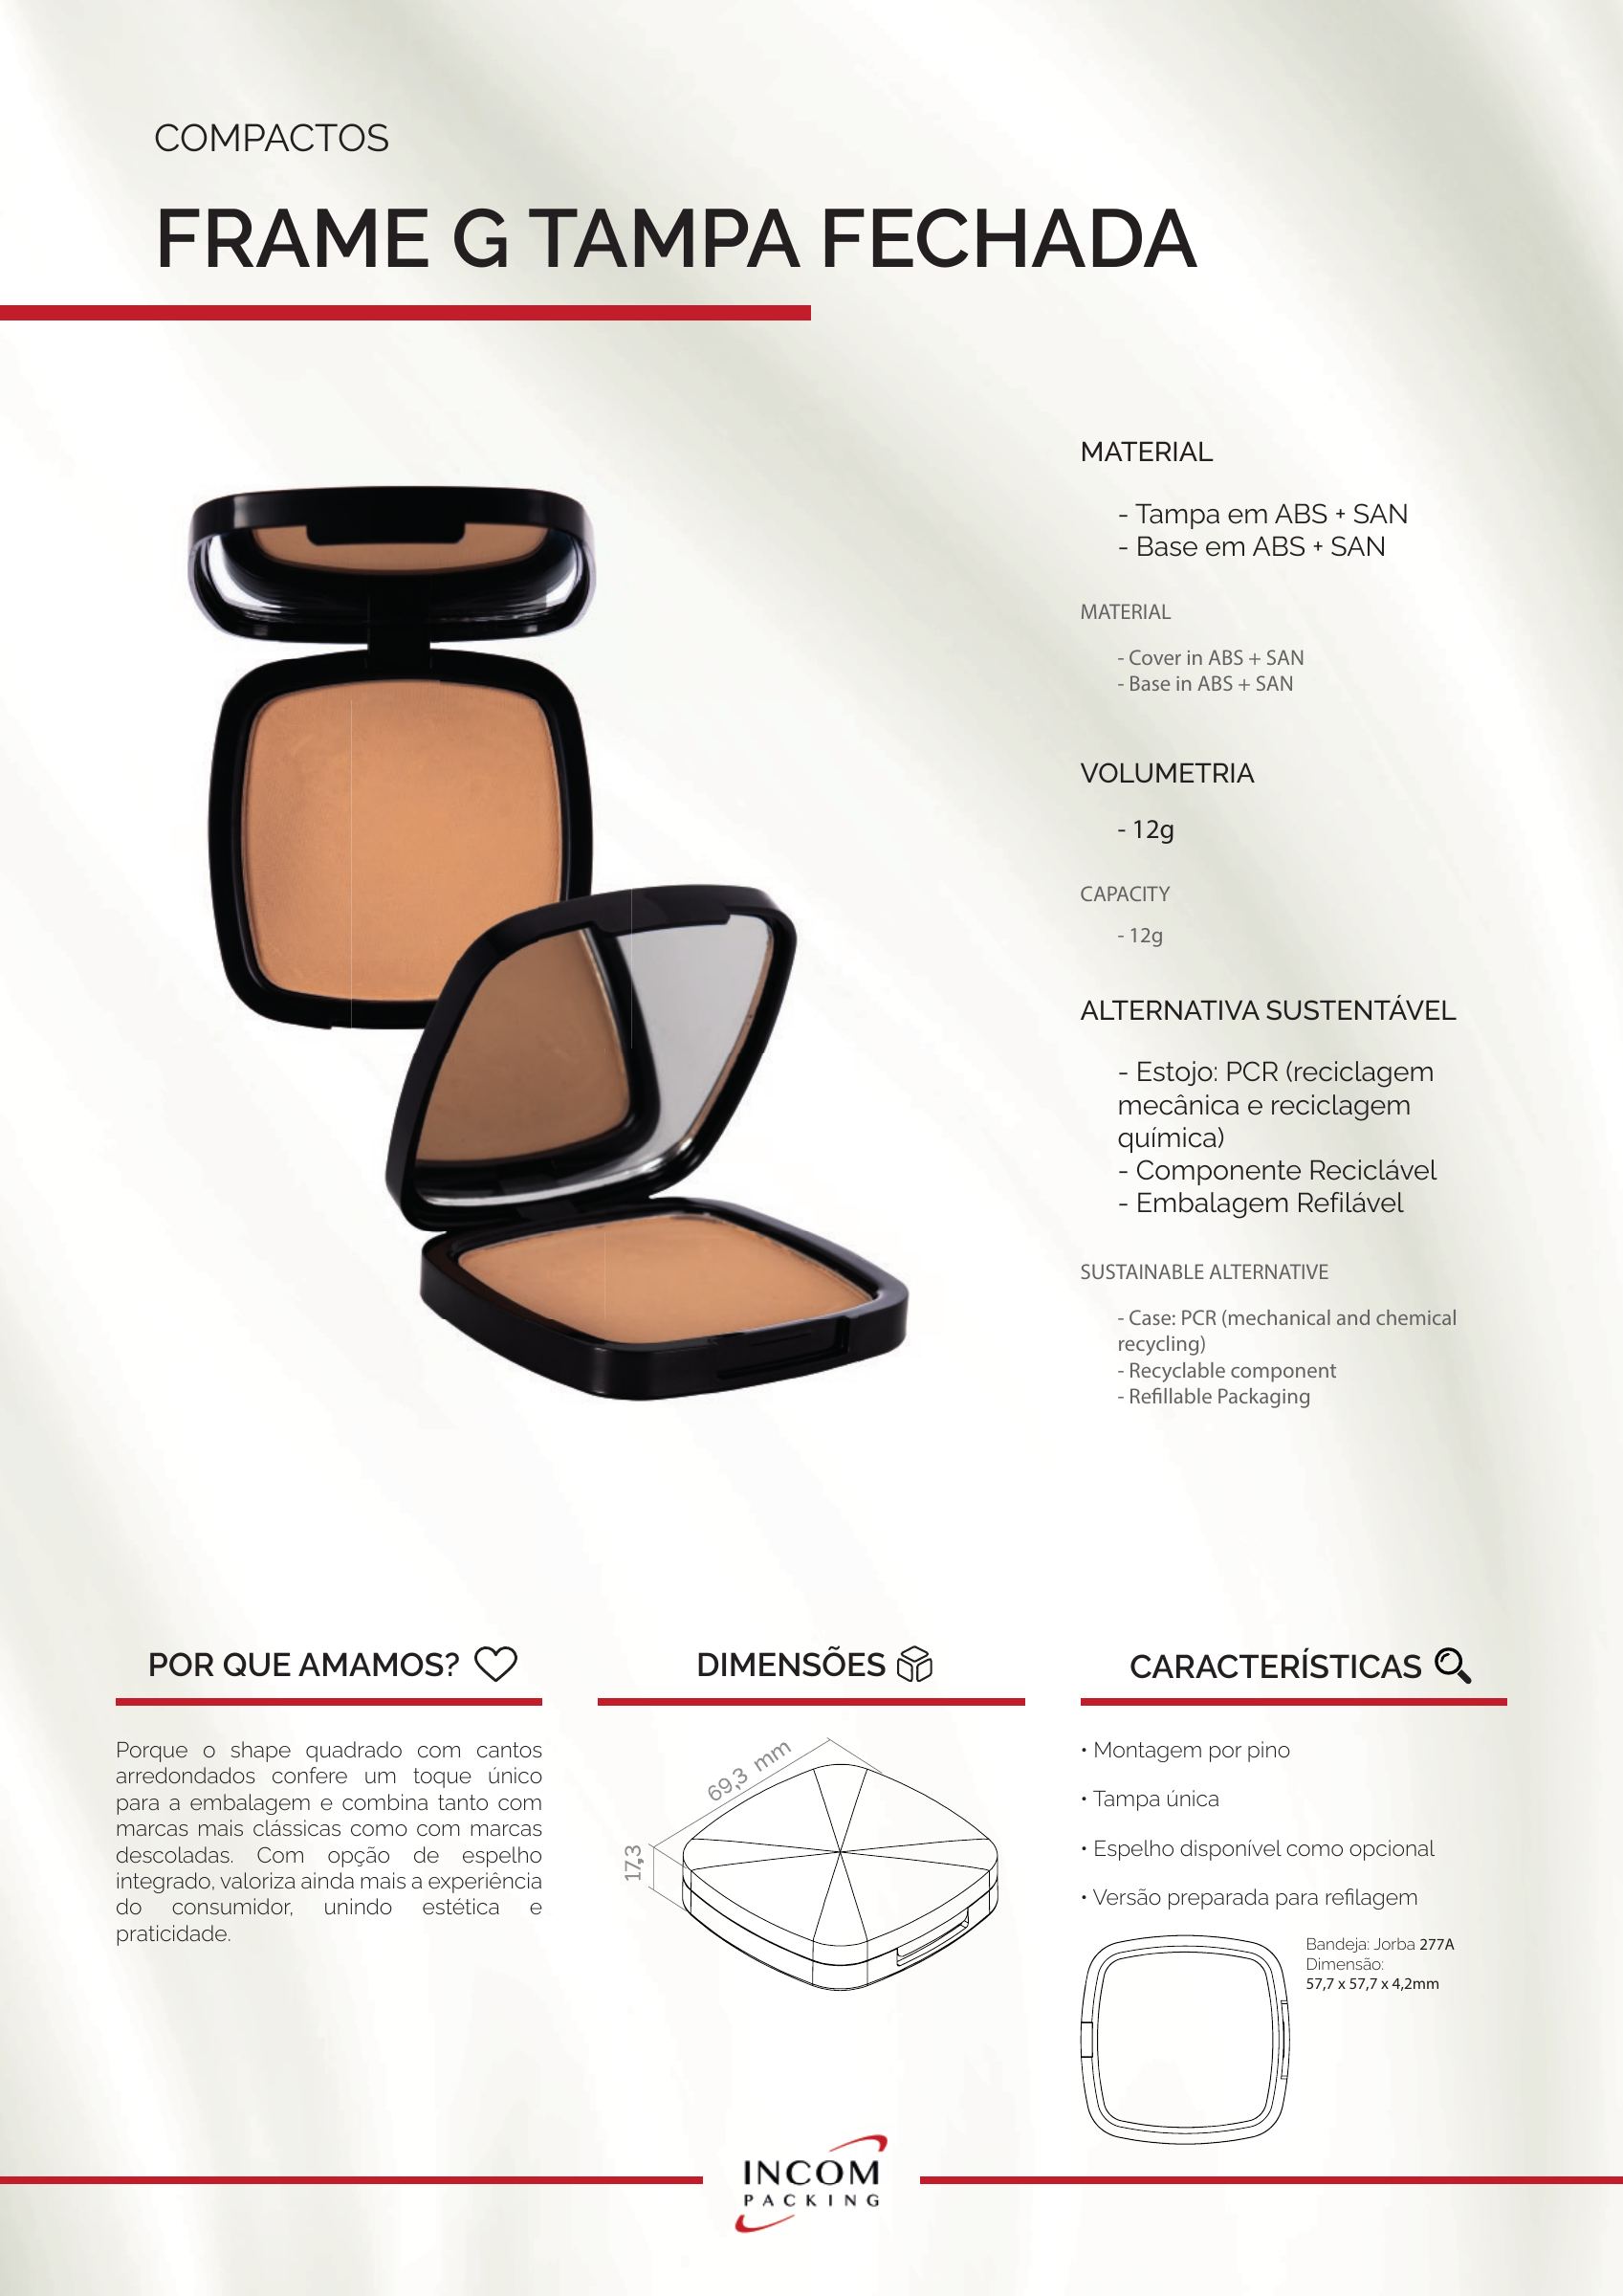 COMPACTOS
FRAME G TAMPA FECHADA
MATERIAL
- Tampa em ABS + SAN
- Base em ABS + SAN
MATERIAL
- Cover in ABS + SAN
- Base in ABS + SAN
VOLUMETRIA
- 12g
CAPACITY
- 12g
ALTERNATIVA SUSTENTÁVEL
- Estojo: PCR (reciclagem
mecânica e reciclagem
química)
- Componente Reciclável
- Embalagem Refilável
SUSTAINABLE ALTERNATIVE
- Case: PCR (mechanical and chemical
recycling)
- Recyclable component
- Refillable Packaging
POR QUE AMAMOS?
Porque o shape quadrado com cantos
arredondados confere um toque único
para a embalagem e combina tanto com
marcas mais clássicas como com marcas
descoladas. Com opção de espelho
integrado, valoriza ainda mais a experiência
do consumidor, unindo estética e
praticidade.
DIMENSÕES
69,3 mm
17,3
CARACTERÍSTICAS
• Montagem por pino
• Tampa única
• Espelho disponível como opcional
• Versão preparada para refilagem
Bandeja: Jorba 277A
Dimensão:
57,7 x 57,7 x 4,2mm
INCOM
PACKING